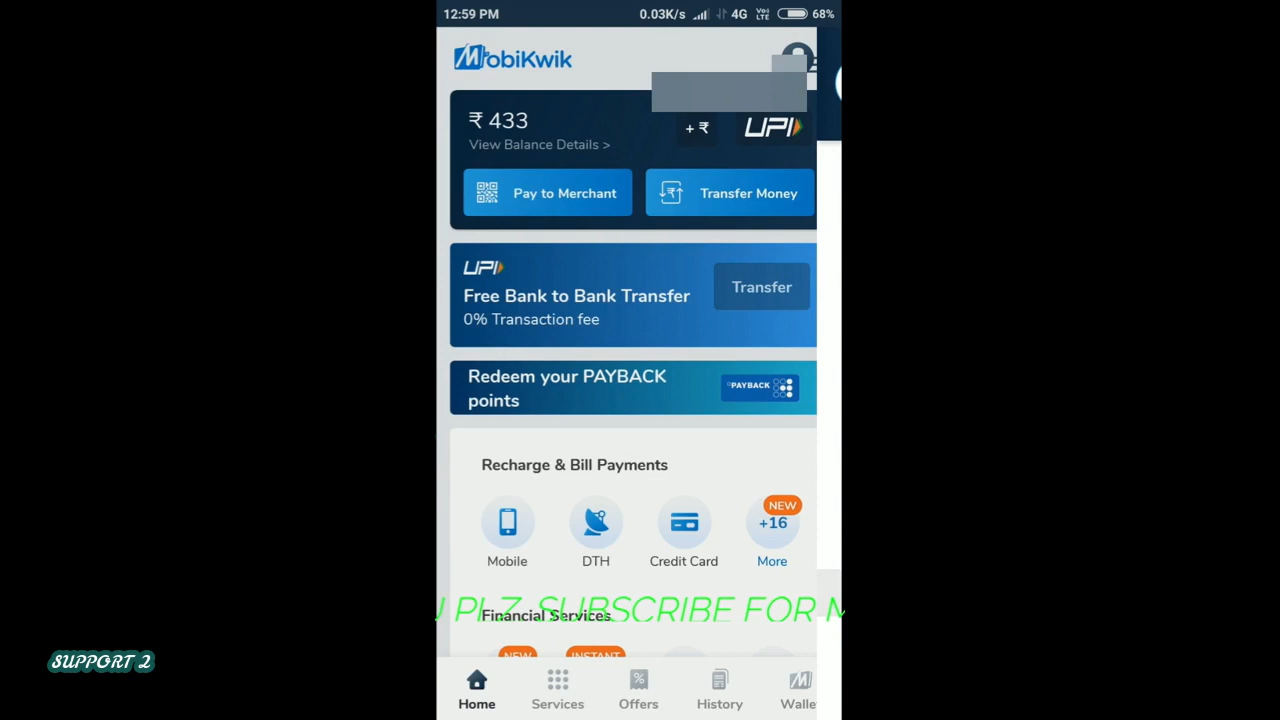 12:59 PM 0.03K/s 4G VoLTE 68%
MobiKwik
₹ 433
View Balance Details >
+ ₹ UPI
Pay to Merchant Transfer Money
UPI
Free Bank to Bank Transfer Transfer
0% Transaction fee
Redeem your PAYBACK PAYBACK
points
Recharge & Bill Payments
NEW
+16
Mobile DTH Credit Card More
PLZ SUBSCRIBE FOR M
Financial Services
NEW INSTANT
SUPPORT 2
Home Services Offers History Walle